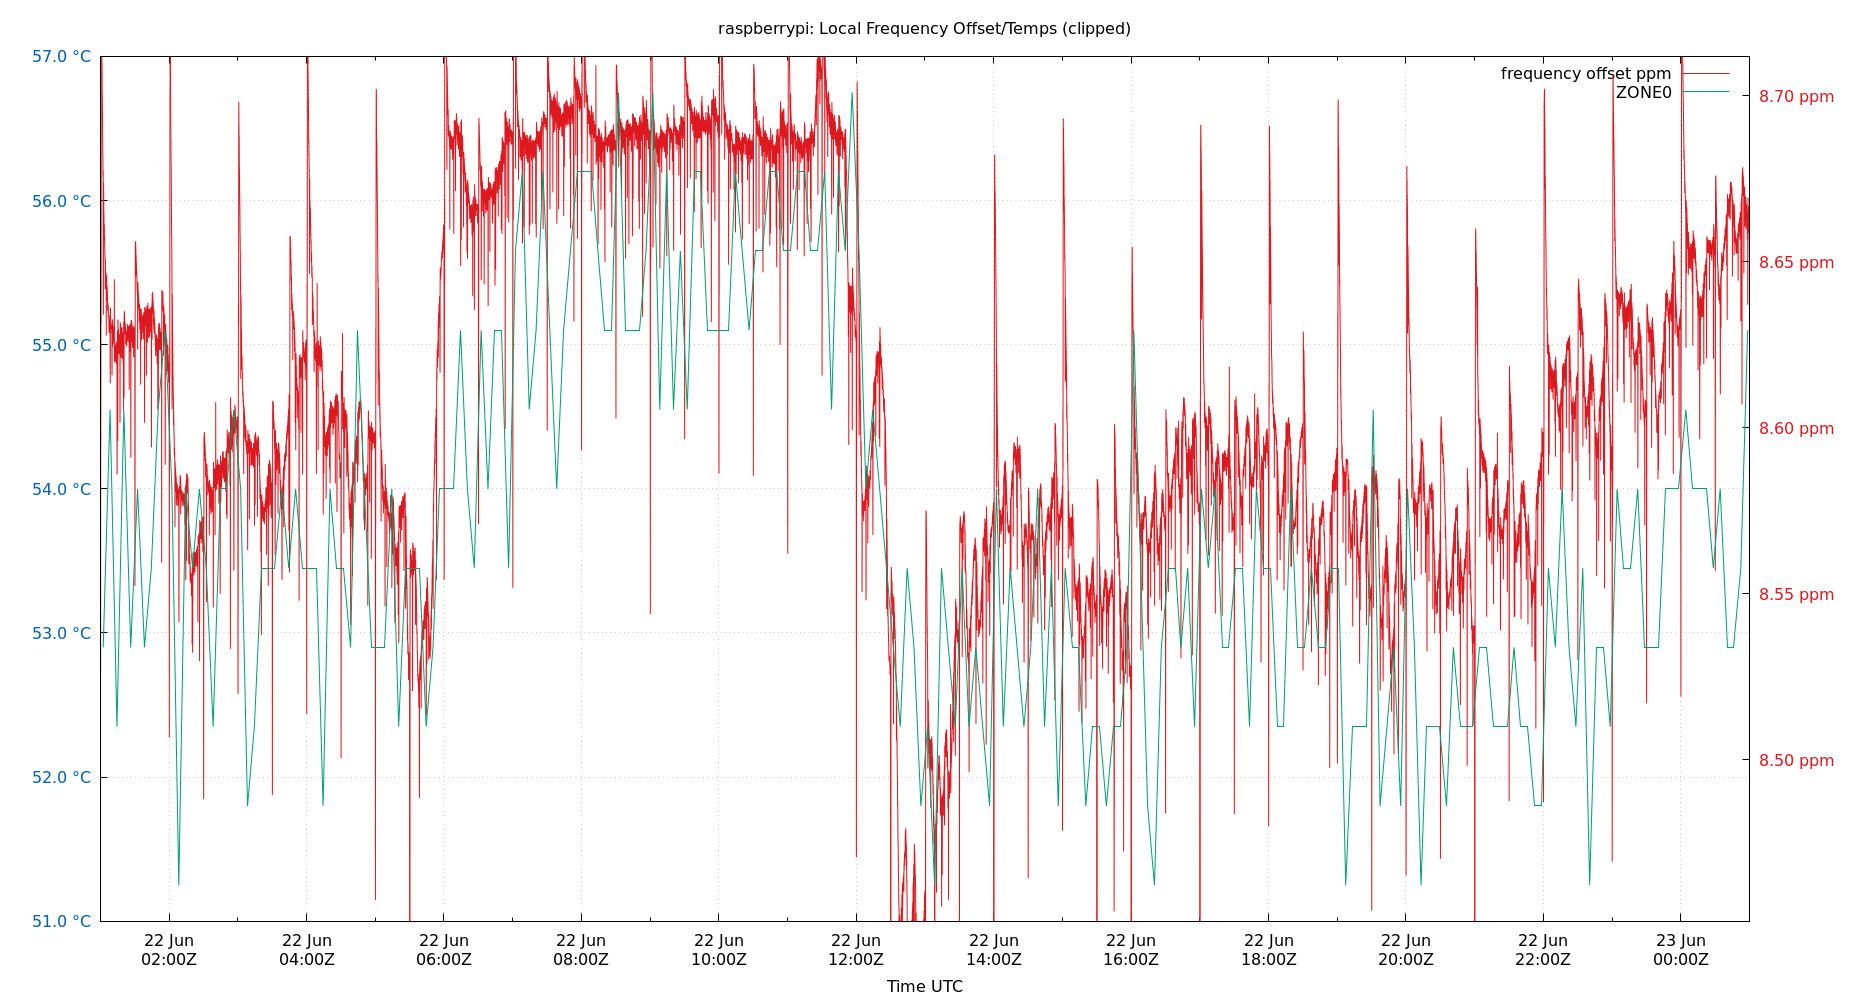 raspberrypi: Local Frequency Offset/Temps (clipped)
57.0 °C
56.0 °C
55.0 °C
54.0 °C
53.0 °C
52.0 °C
51.0 °C
frequency offset ppm
ZONE0
8.70 ppm
8.65 ppm
8.60 ppm
8.55 ppm
8.50 ppm
22 Jun
02:00Z
22 Jun
04:00Z
22 Jun
06:00Z
22 Jun
08:00Z
22 Jun
10:00Z
22 Jun
12:00Z
22 Jun
14:00Z
22 Jun
16:00Z
22 Jun
18:00Z
22 Jun
20:00Z
22 Jun
22:00Z
23 Jun
00:00Z
Time UTC